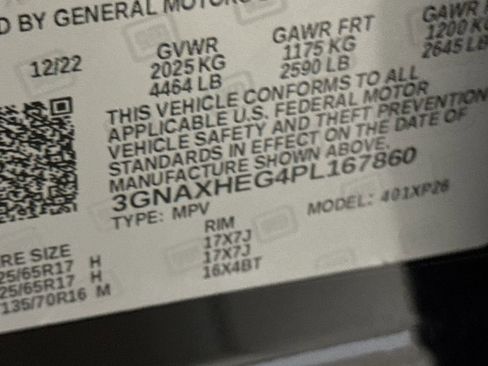 D BY GENERAL MOTORS
12/22 GVWR GAWR FRT GAWR
2025 KG 1175 KG 1200 KG
4464 LB 2590 LB 2645 LB
THIS VEHICLE CONFORMS TO ALL
APPLICABLE U.S. FEDERAL MOTOR
VEHICLE SAFETY AND THEFT PREVENTION
STANDARDS IN EFFECT ON THE DATE OF
MANUFACTURE SHOWN ABOVE.
3GNAXHEG4PL167860
TYPE: MPV MODEL: 401XP26
RE SIZE RIM
25/65R17 H 17X7J
25/65R17 H 17X7J
135/70R16 M 16X4BT